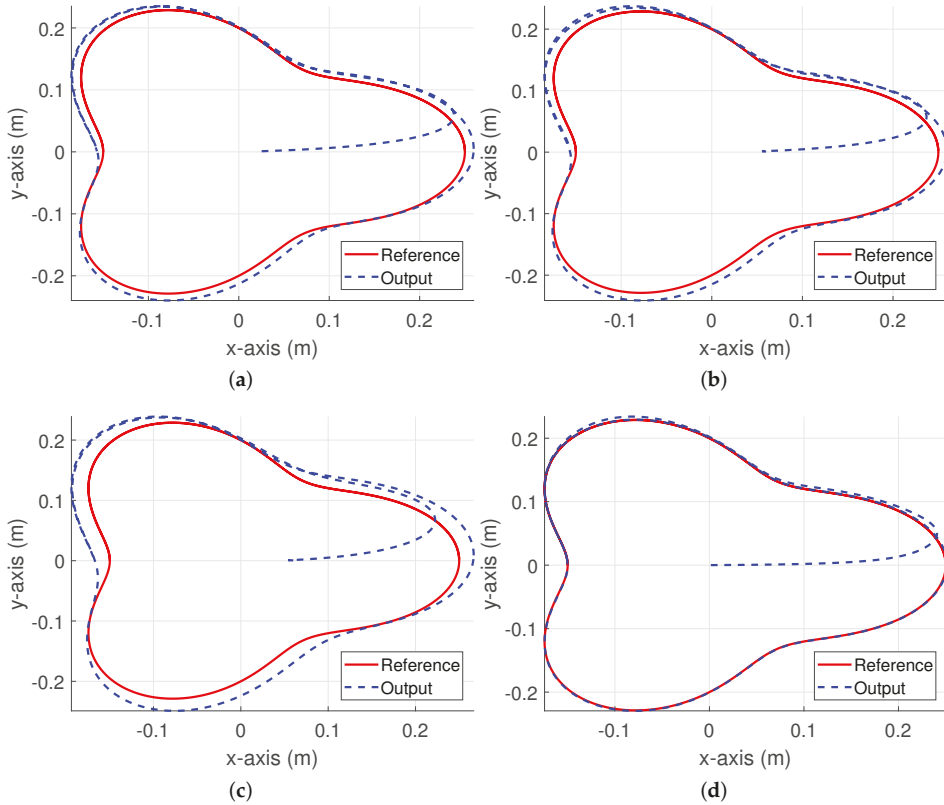 0.2
0.1
0
-0.1
-0.2
y-axis (m)
Reference
Output
-0.1 0 0.1 0.2
x-axis (m)
(a)
0.2
0.1
0
-0.1
-0.2
y-axis (m)
Reference
Output
-0.1 0 0.1 0.2
x-axis (m)
(b)
0.2
0.1
0
-0.1
-0.2
y-axis (m)
Reference
Output
-0.1 0 0.1 0.2
x-axis (m)
(c)
0.2
0.1
0
-0.1
-0.2
y-axis (m)
Reference
Output
-0.1 0 0.1 0.2
x-axis (m)
(d)